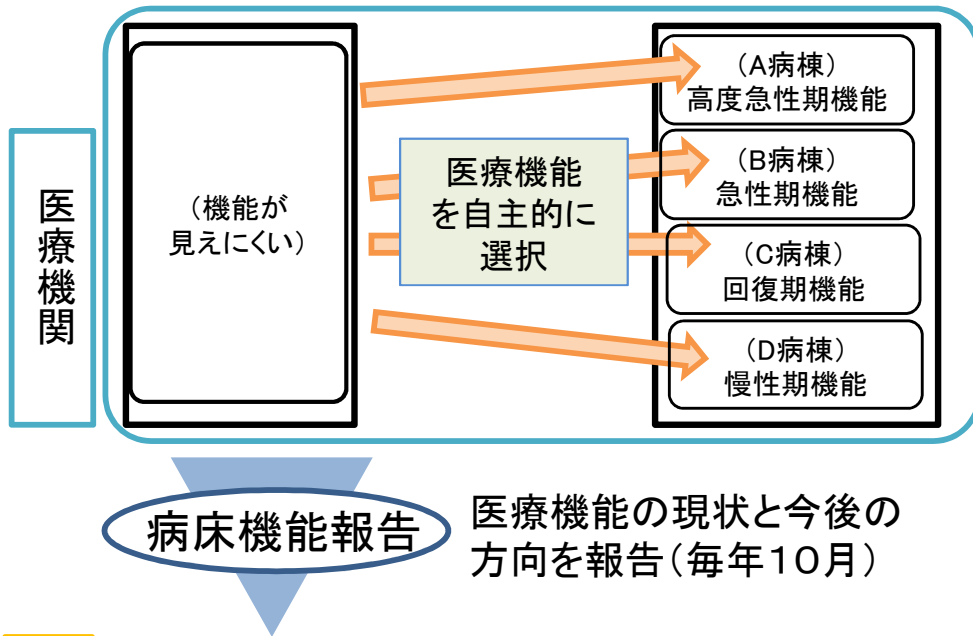 医療機関
（機能が
見えにくい）
医療機能
を自主的に
選択
（A病棟）
高度急性期機能
（B病棟）
急性期機能
（C病棟）
回復期機能
（D病棟）
慢性期機能
病床機能報告
医療機能の現状と今後の
方向を報告（毎年１０月）